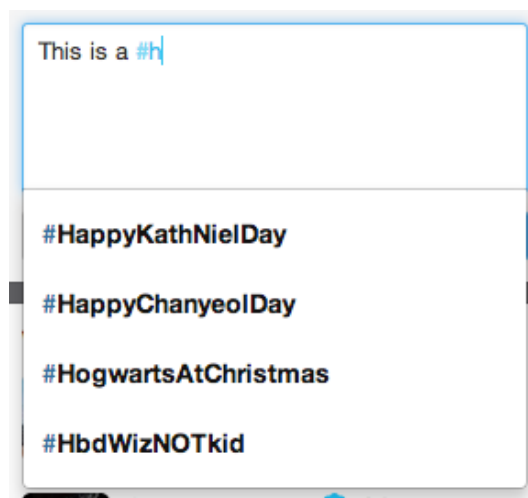 This is a #h
#HappyKathNielDay
#HappyChanyeolDay
#HogwartsAtChristmas
#HbdWizNOTkid